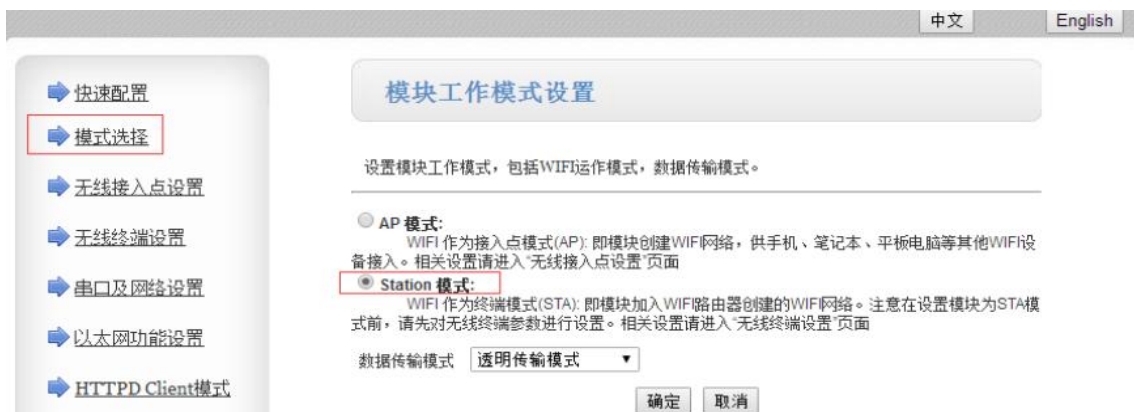 中文 English
快速配置
模式选择
无线接入点设置
无线终端设置
串口及网络设置
以太网功能设置
HTTPD Client模式
模块工作模式设置
设置模块工作模式，包括WIFI运作模式，数据传输模式。
AP 模式:
WIFI 作为接入点模式(AP): 即模块创建WIFI网络，供手机、笔记本、平板电脑等其他WIFI设
备接入。相关设置请进入"无线接入点设置"页面
Station 模式:
WIFI 作为终端模式(STA): 即模块加入WIFI路由器创建的WIFI网络。注意在设置模块为STA模
式前，请先对无线终端参数进行设置。相关设置请进入"无线终端设置"页面
数据传输模式 透明传输模式
确定 取消